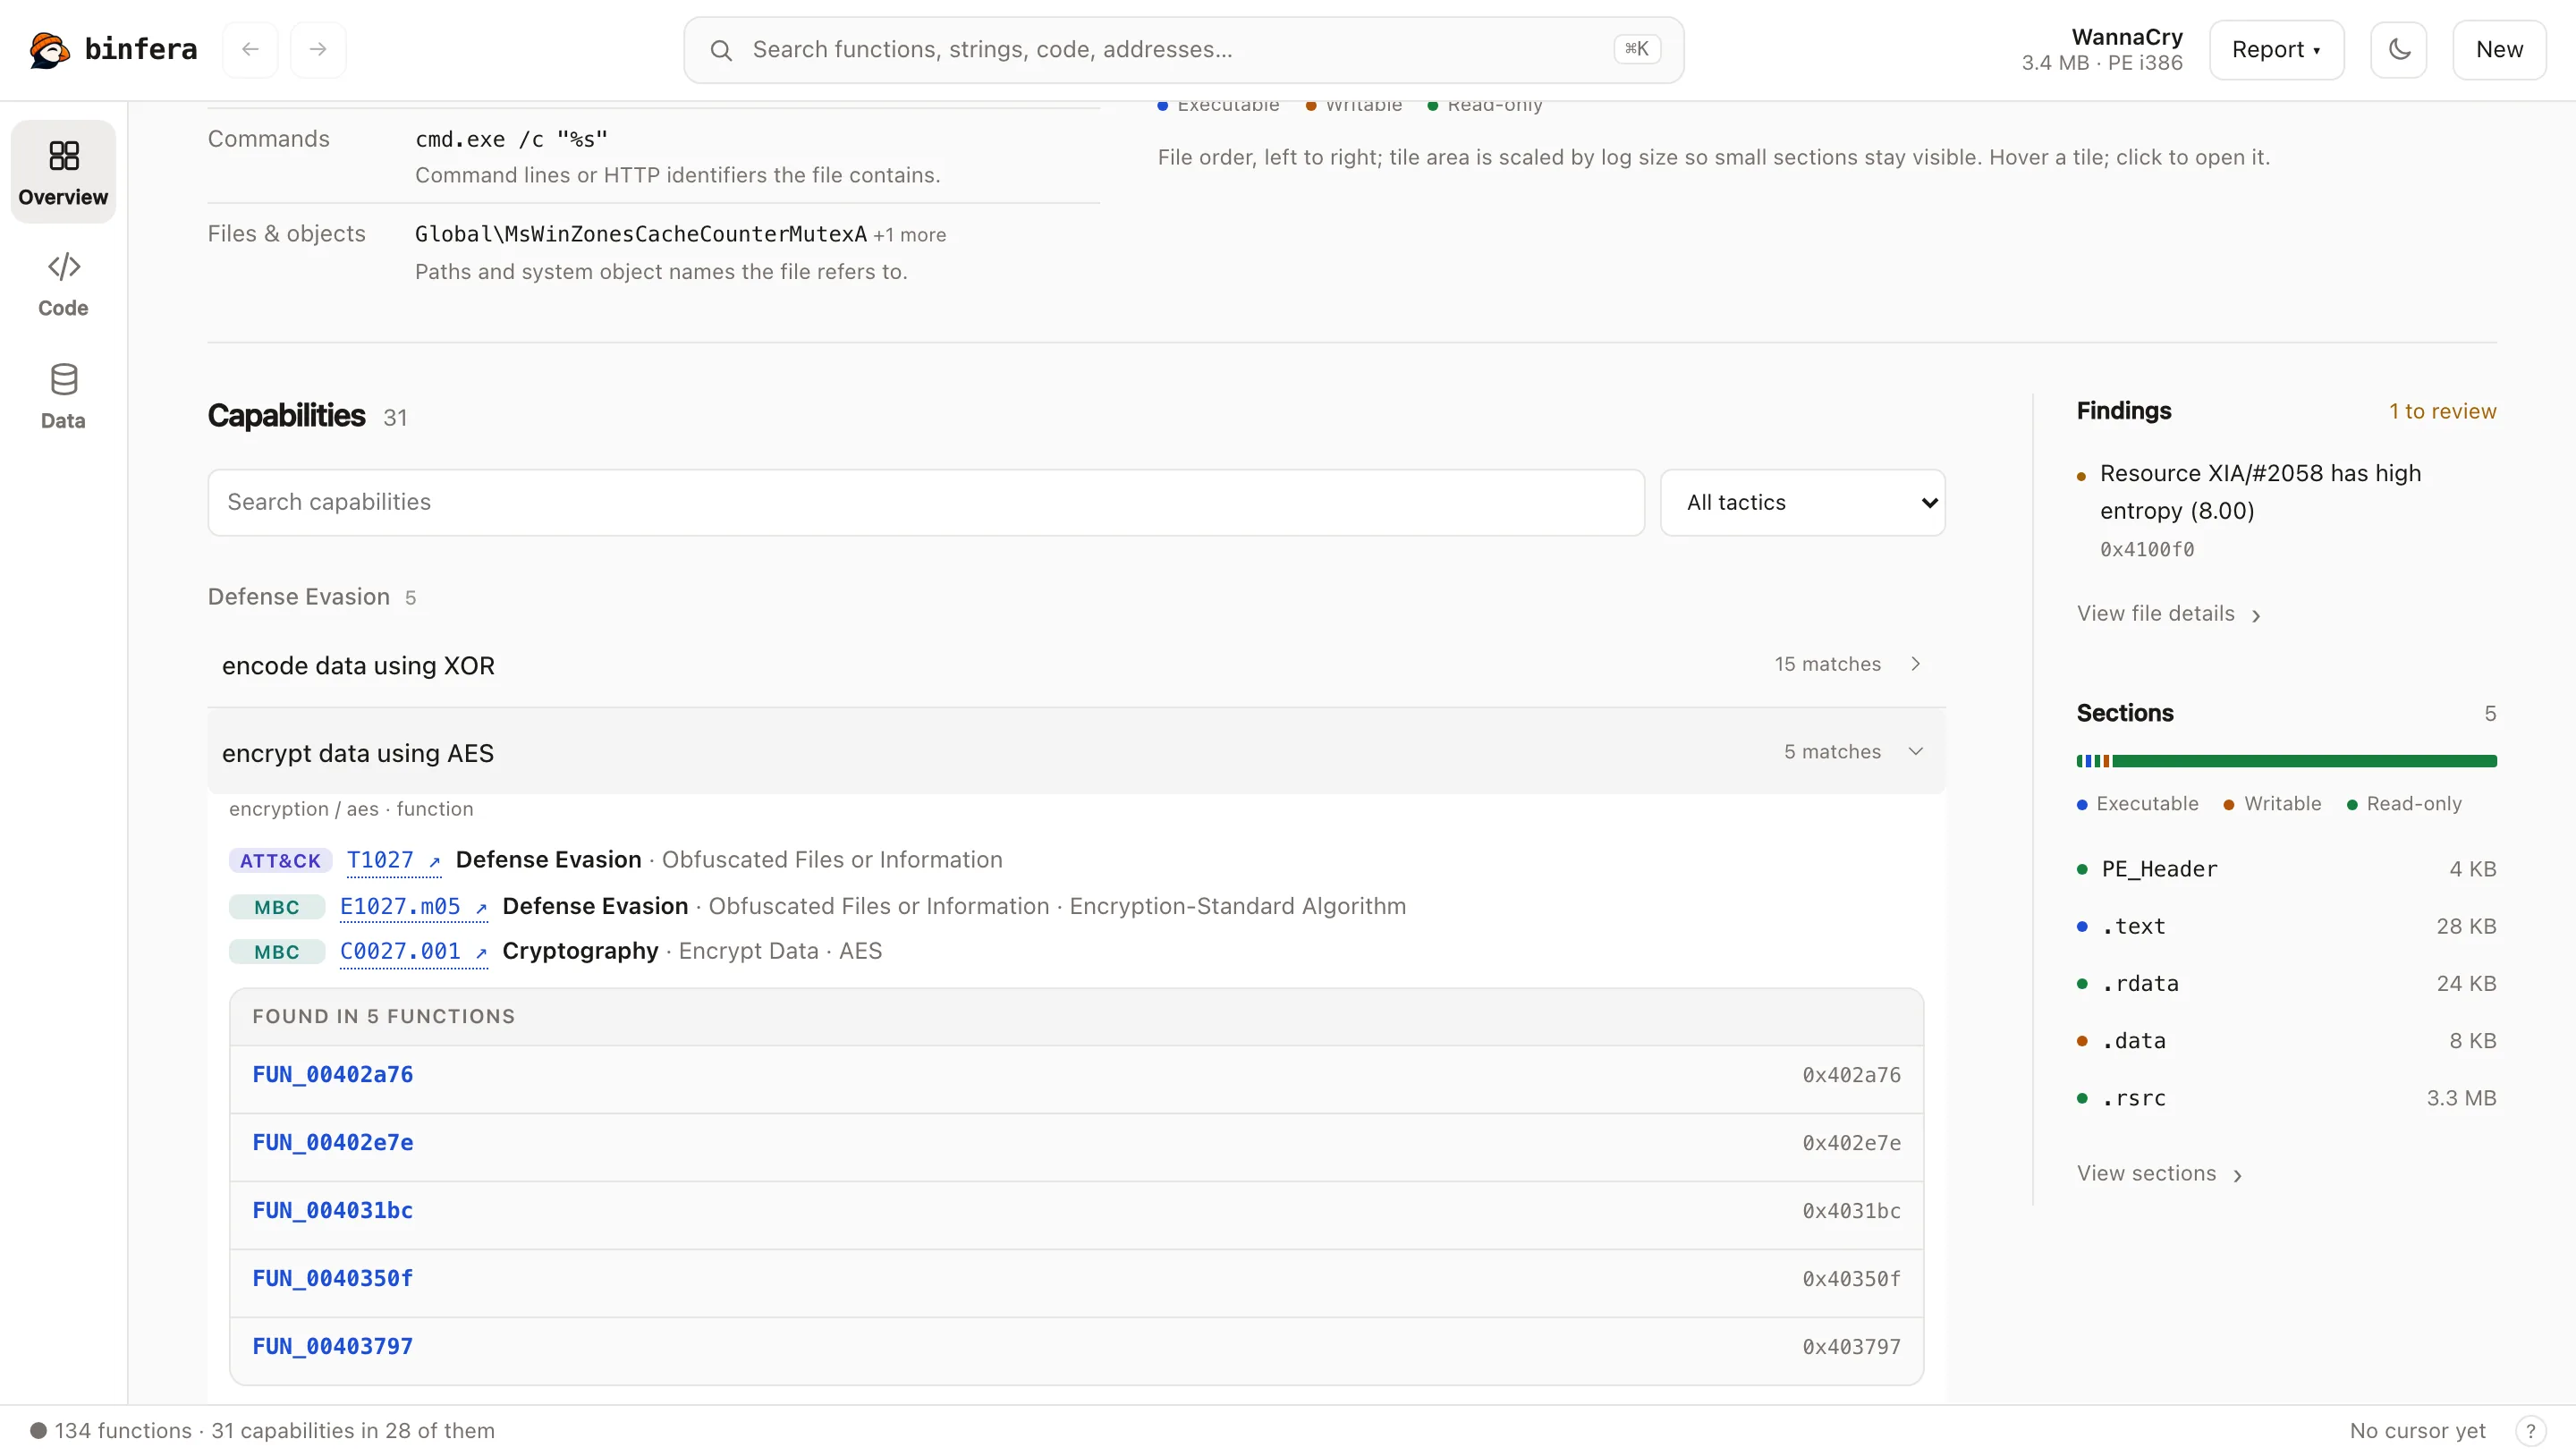 binfera
Search functions, strings, code, addresses...
⌘K
WannaCry
3.4 MB · PE i386
Report ▾
New
Overview
Code
Data
Executable Writable Read-only
Commands
cmd.exe /c "%s"
Command lines or HTTP identifiers the file contains.
File order, left to right; tile area is scaled by log size so small sections stay visible. Hover a tile; click to open it.
Files & objects
Global\MsWinZonesCacheCounterMutexA +1 more
Paths and system object names the file refers to.
Capabilities 31
Search capabilities
All tactics
Defense Evasion 5
encode data using XOR
15 matches
encrypt data using AES
5 matches
encryption / aes · function
ATT&CK T1027 ↗ Defense Evasion · Obfuscated Files or Information
MBC E1027.m05 ↗ Defense Evasion · Obfuscated Files or Information · Encryption-Standard Algorithm
MBC C0027.001 ↗ Cryptography · Encrypt Data · AES
FOUND IN 5 FUNCTIONS
FUN_00402a76 0x402a76
FUN_00402e7e 0x402e7e
FUN_004031bc 0x4031bc
FUN_0040350f 0x40350f
FUN_00403797 0x403797
Findings
1 to review
Resource XIA/#2058 has high
entropy (8.00)
0x4100f0
View file details ›
Sections 5
Executable Writable Read-only
PE_Header 4 KB
.text 28 KB
.rdata 24 KB
.data 8 KB
.rsrc 3.3 MB
View sections ›
134 functions · 31 capabilities in 28 of them
No cursor yet
?